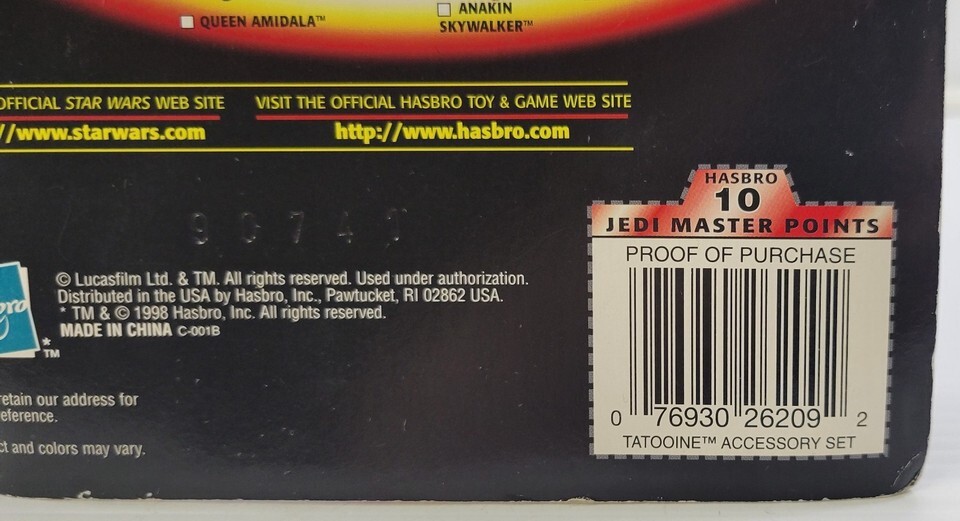 QUEEN AMIDALA™
ANAKIN
SKYWALKER™
OFFICIAL STAR WARS WEB SITE
//www.starwars.com
VISIT THE OFFICIAL HASBRO TOY & GAME WEB SITE
http://www.hasbro.com
HASBRO
10
JEDI MASTER POINTS
PROOF OF PURCHASE
0 76930 26209 2
TATOOINE™ ACCESSORY SET
© Lucasfilm Ltd. & TM. All rights reserved. Used under authorization.
Distributed in the USA by Hasbro, Inc., Pawtucket, RI 02862 USA.
* TM & © 1998 Hasbro, Inc. All rights reserved.
MADE IN CHINA C-001B
*
TM
retain our address for
eference.
ct and colors may vary.